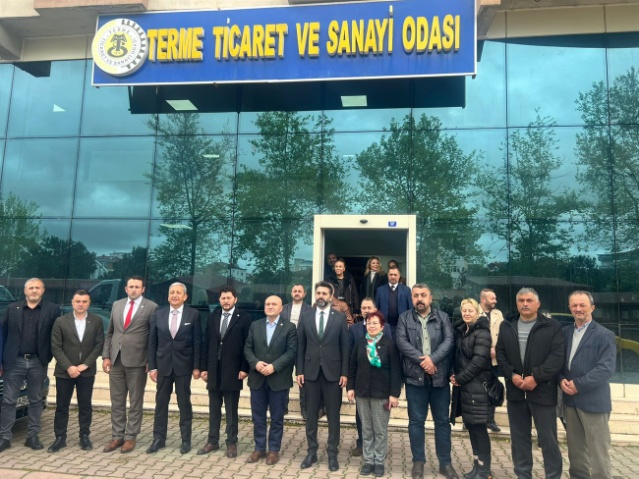 TERME TİCARET VE SANAYİ ODASI